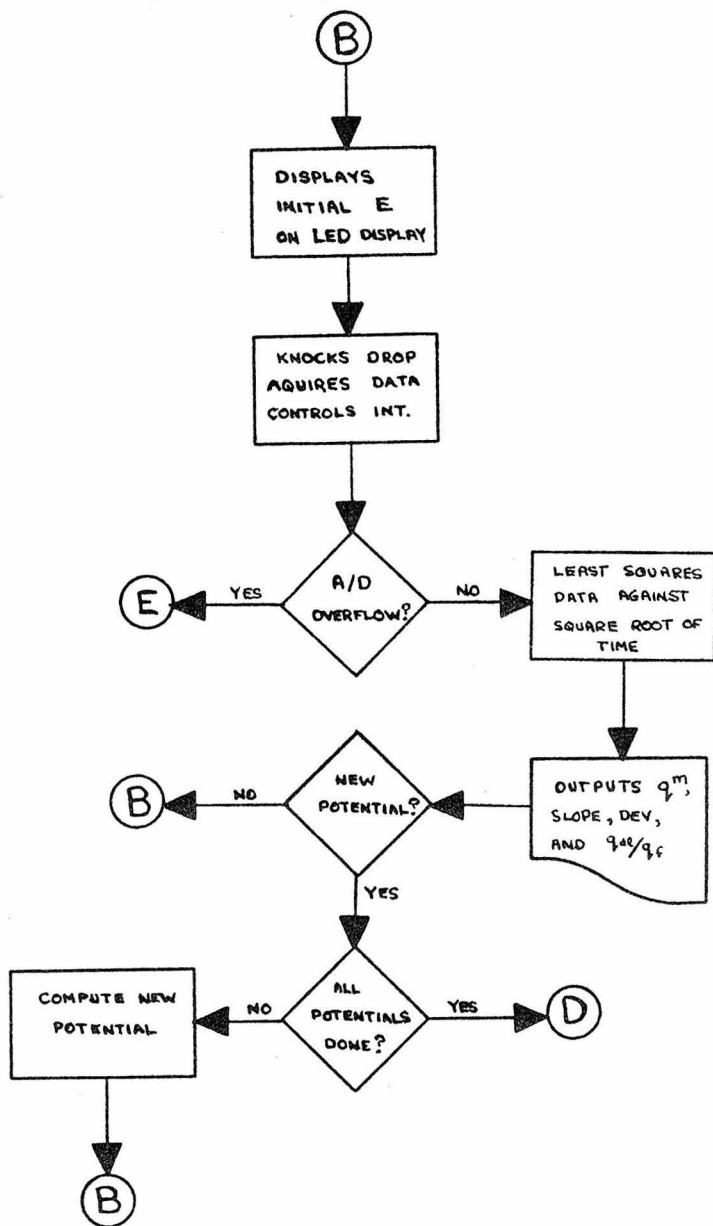 B
DISPLAYS
INITIAL E
ON LED DISPLAY
KNOCKS DROP
AQUIRES DATA
CONTROLS INT.
A/D
OVERFLOW?
YES
E
NO
LEAST SQUARES
DATA AGAINST
SQUARE ROOT OF
TIME
OUTPUTS qᵐ,
SLOPE, DEV,
AND
NEW
POTENTIAL?
NO
B
YES
ALL
POTENTIALS
DONE?
YES
D
NO
COMPUTE NEW
POTENTIAL
B